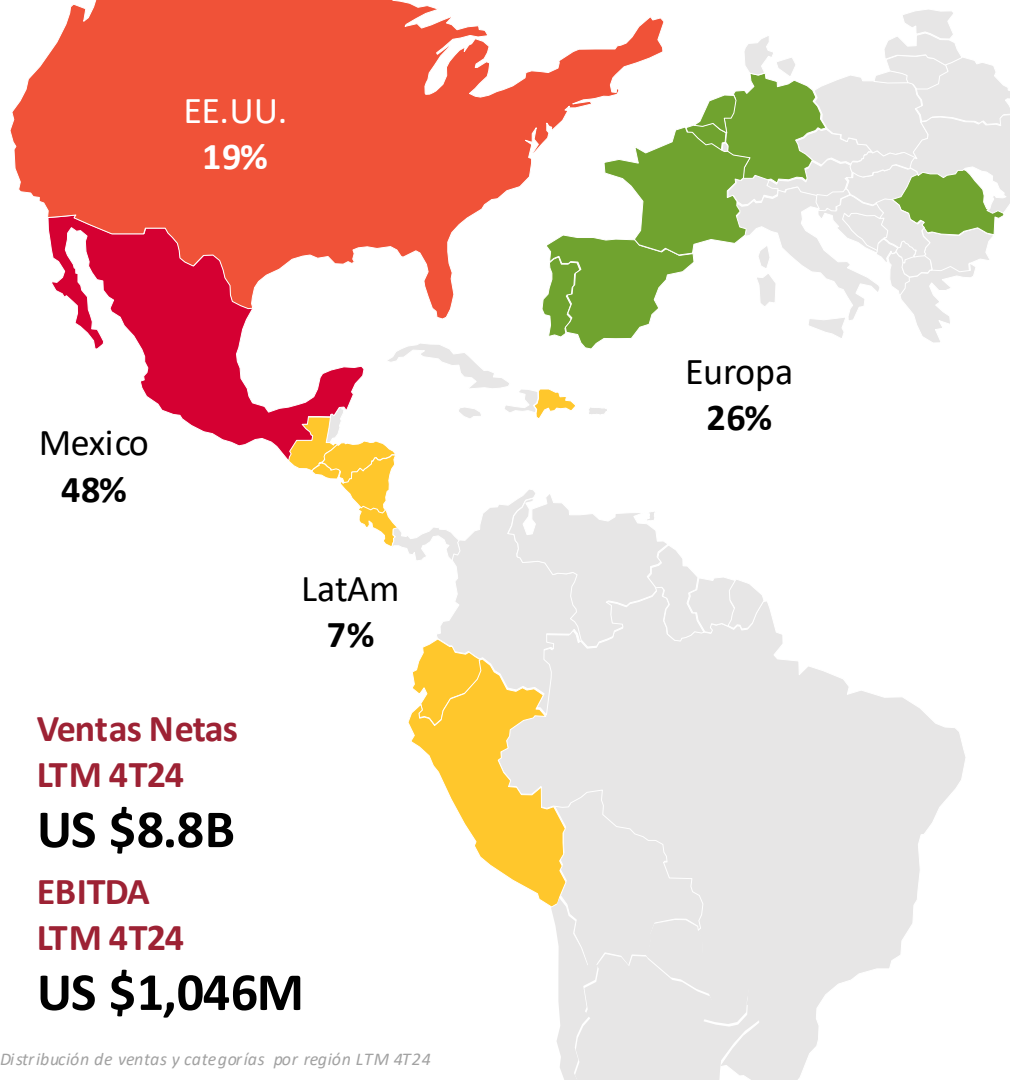 EE.UU.
19%
Europa
26%
Mexico
48%
LatAm
7%
Ventas Netas
LTM 4T24
US $8.8B
EBITDA
LTM 4T24
US $1,046M
Distribución de ventas y categorías por región LTM 4T24